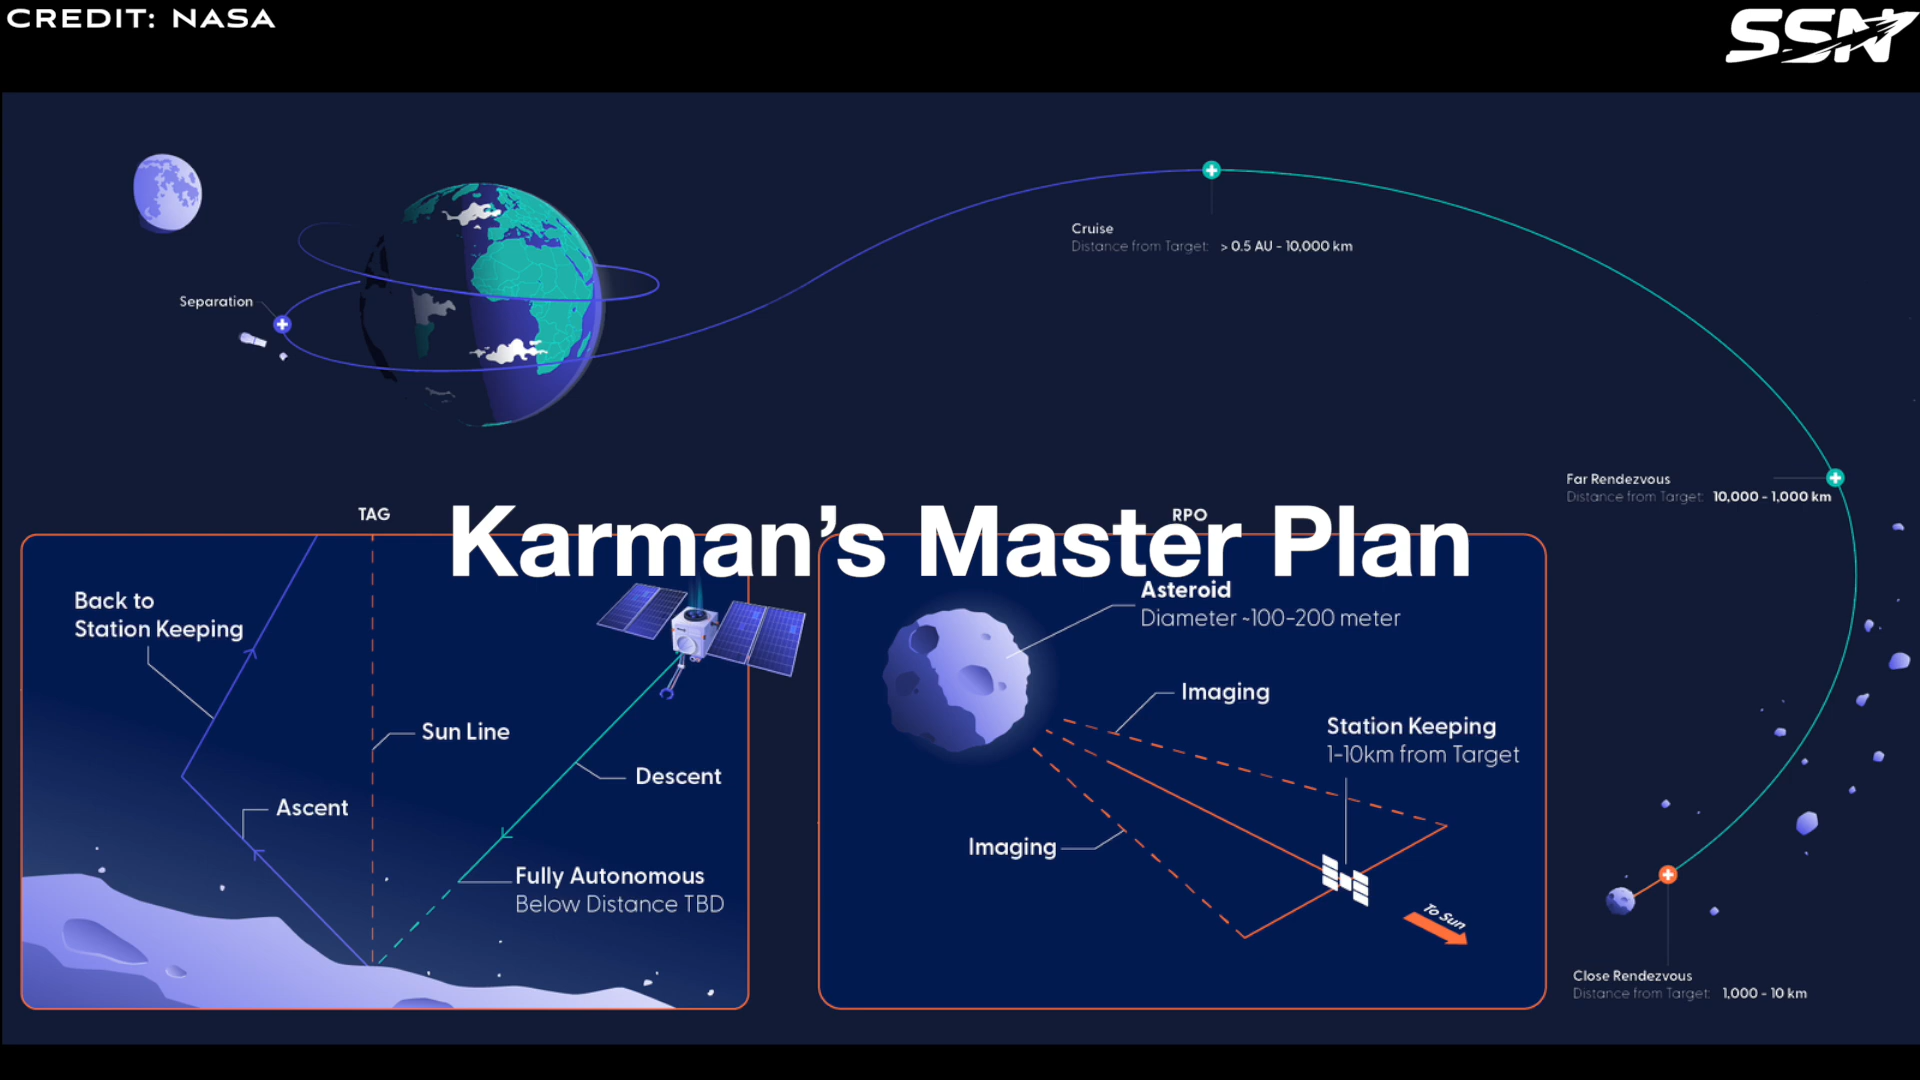 CREDIT: NASA
SSN
Separation
Cruise
Distance from Target: > 0.5 AU - 10,000 km
Far Rendezvous
Distance from Target: 10,000 - 1,000 km
Karman's Master Plan
TAG
Back to
Station Keeping
Sun Line
Descent
Ascent
Fully Autonomous
Below Distance TBD
RPO
Asteroid
Diameter ~100-200 meter
Imaging
Station Keeping
1-10km from Target
Imaging
To Sun
Close Rendezvous
Distance from Target: 1,000 - 10 km